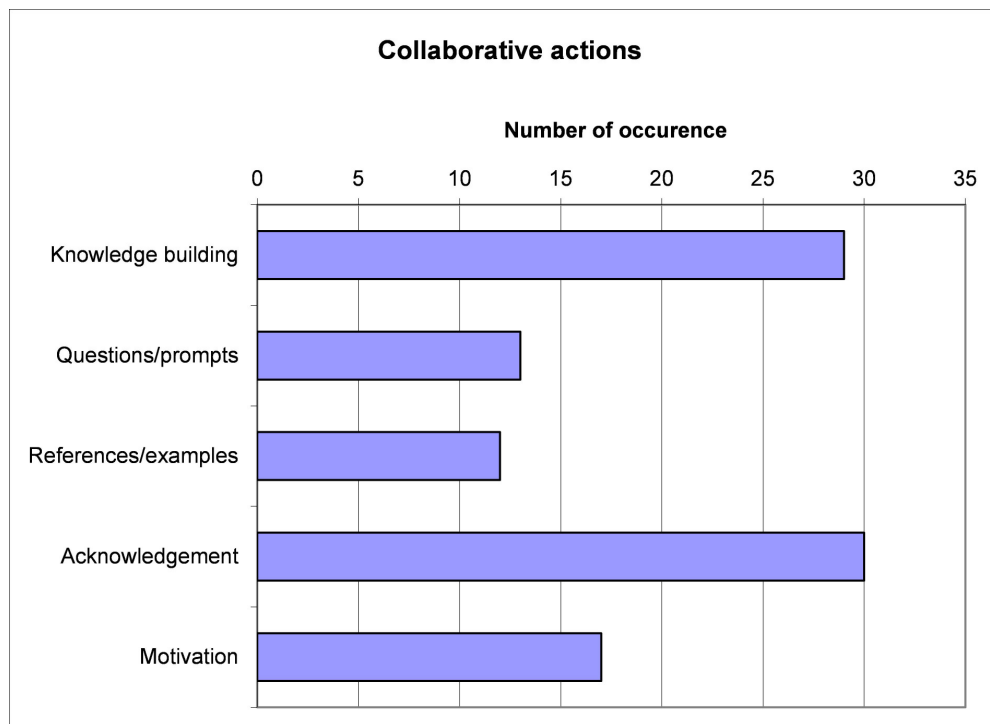 Collaborative actions
Number of occurence
0 5 10 15 20 25 30 35
Knowledge building
Questions/prompts
References/examples
Acknowledgement
Motivation